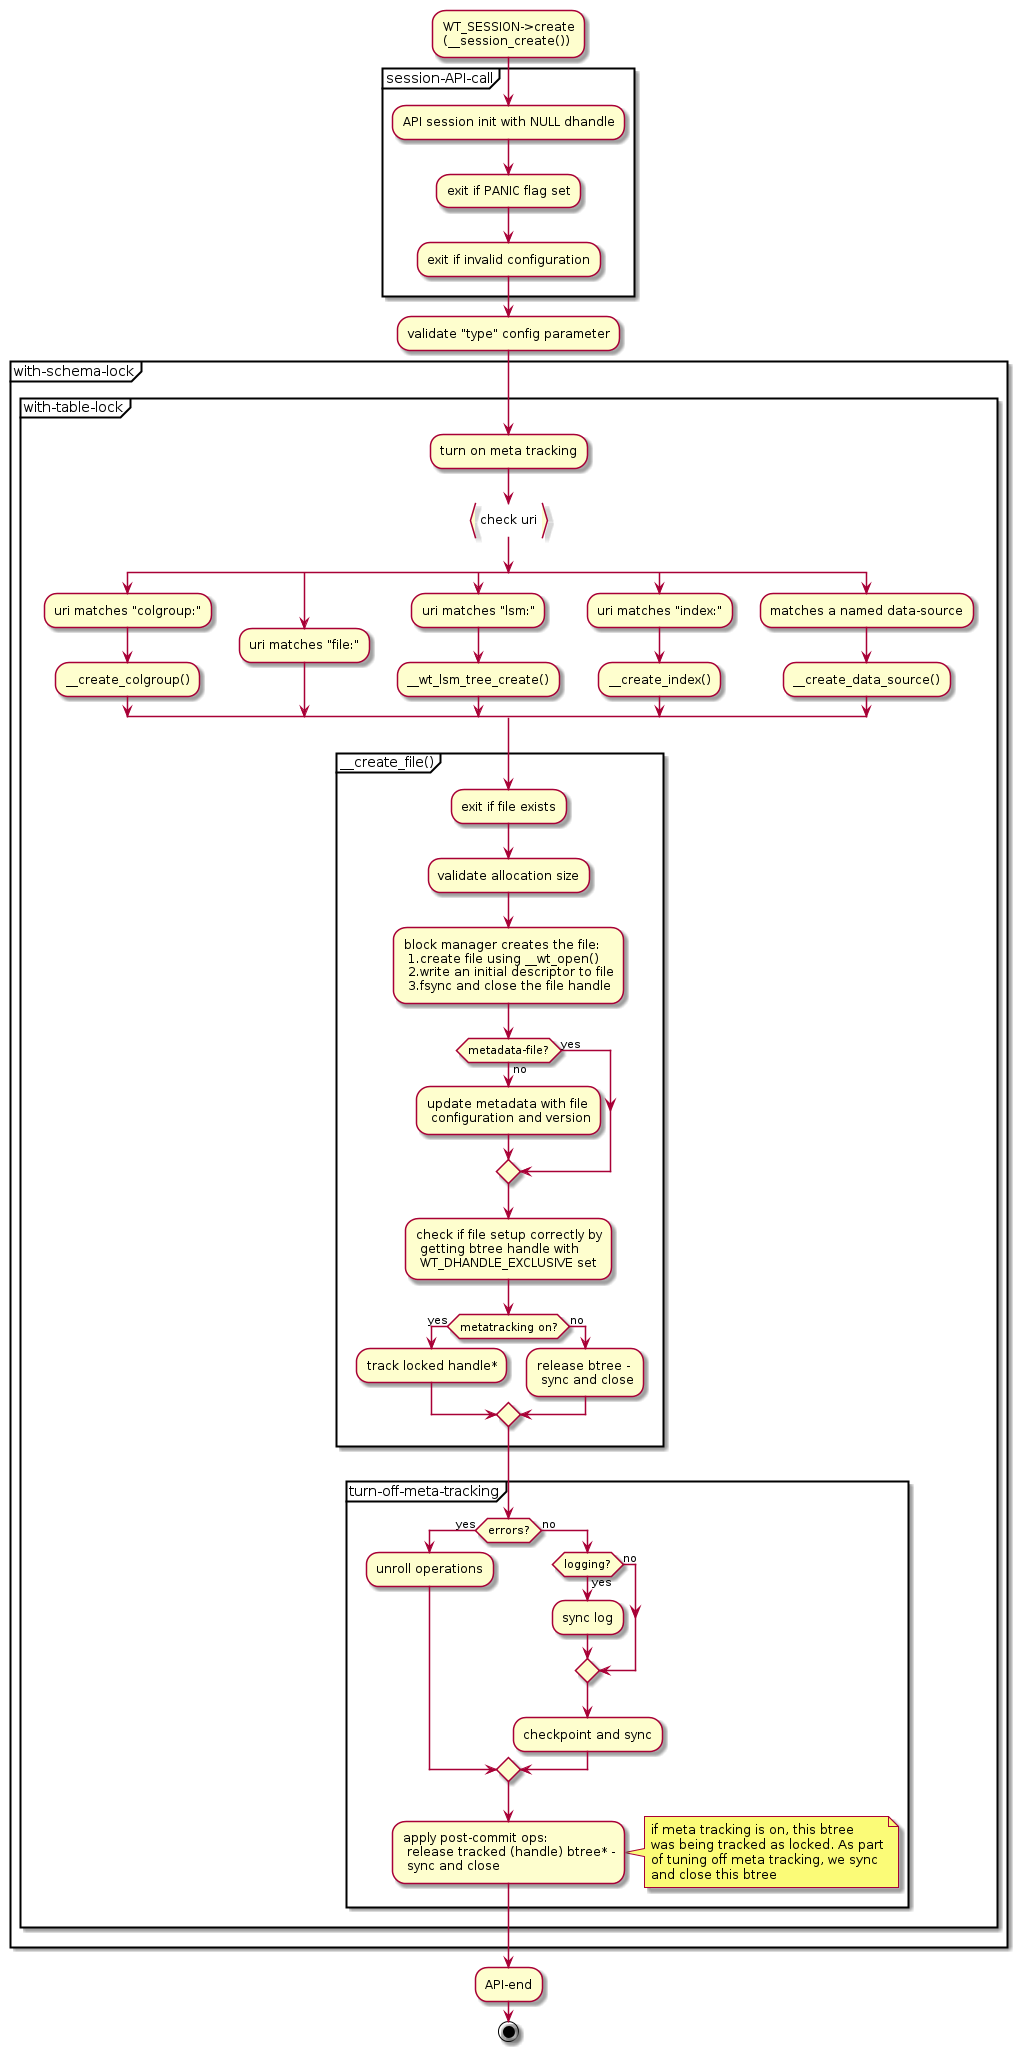 WT_SESSION->create
(__session_create())
session-API-call
API session init with NULL dhandle
exit if PANIC flag set
exit if invalid configuration
validate "type" config parameter
with-schema-lock
with-table-lock
turn on meta tracking
check uri
uri matches "colgroup:"
__create_colgroup()
uri matches "file:"
uri matches "lsm:"
__wt_lsm_tree_create()
uri matches "index:"
__create_index()
matches a named data-source
__create_data_source()
__create_file()
exit if file exists
validate allocation size
block manager creates the file:
1.create file using __wt_open()
2.write an initial descriptor to file
3.fsync and close the file handle
metadata-file?
yes
no
update metadata with file
configuration and version
check if file setup correctly by
getting btree handle with
WT_DHANDLE_EXCLUSIVE set
yes
metatracking on?
no
track locked handle*
release btree -
sync and close
turn-off-meta-tracking
yes
errors?
no
unroll operations
logging?
no
yes
sync log
checkpoint and sync
apply post-commit ops:
release tracked (handle) btree* -
sync and close
if meta tracking is on, this btree
was being tracked as locked. As part
of tuning off meta tracking, we sync
and close this btree
API-end